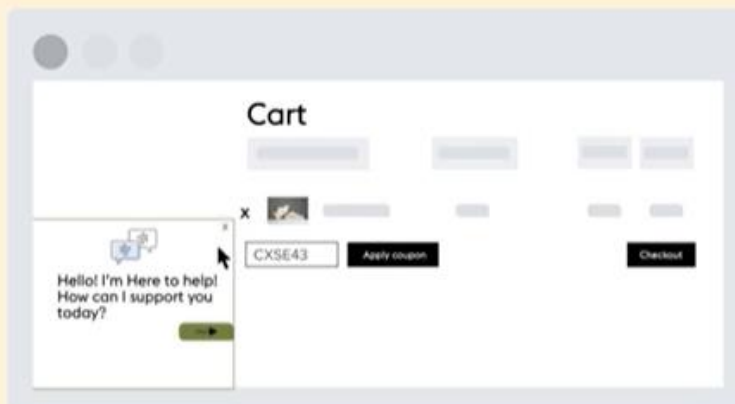 Cart
x
x
CXSE43
Apply coupon
Checkout
Hello! I'm Here to help!
How can I support you
today?